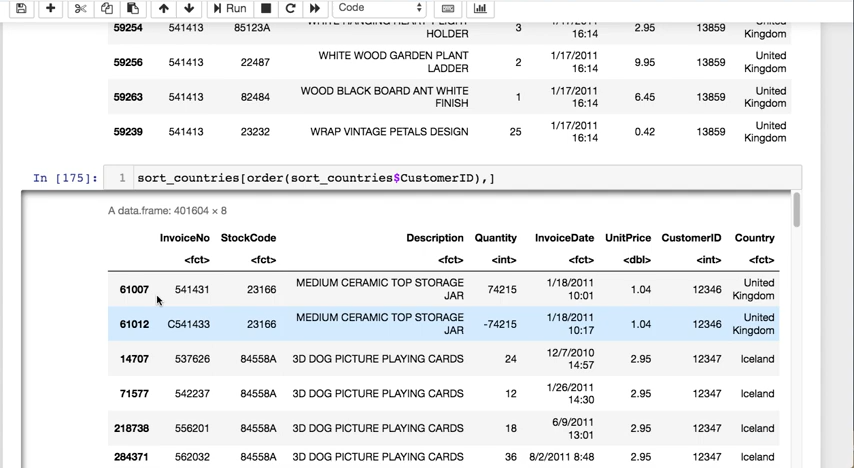 Run Code
59254 541413 85123A WHITE HANGING HEART T-LIGHT HOLDER 3 1/17/2011 16:14 2.95 13859 United Kingdom
59256 541413 22487 WHITE WOOD GARDEN PLANT LADDER 2 1/17/2011 16:14 9.95 13859 United Kingdom
59263 541413 82484 WOOD BLACK BOARD ANT WHITE FINISH 1 1/17/2011 16:14 6.45 13859 United Kingdom
59239 541413 23232 WRAP VINTAGE PETALS DESIGN 25 1/17/2011 16:14 0.42 13859 United Kingdom
In [175]: 1 sort_countries[order(sort_countries$CustomerID),]
A data.frame: 401604 × 8
InvoiceNo StockCode Description Quantity InvoiceDate UnitPrice CustomerID Country
<fct> <fct> <fct> <int> <fct> <dbl> <int> <fct>
61007 541431 23166 MEDIUM CERAMIC TOP STORAGE JAR 74215 1/18/2011 10:01 1.04 12346 United Kingdom
61012 C541433 23166 MEDIUM CERAMIC TOP STORAGE JAR -74215 1/18/2011 10:17 1.04 12346 United Kingdom
14707 537626 84558A 3D DOG PICTURE PLAYING CARDS 24 12/7/2010 14:57 2.95 12347 Iceland
71577 542237 84558A 3D DOG PICTURE PLAYING CARDS 12 1/26/2011 14:30 2.95 12347 Iceland
218738 556201 84558A 3D DOG PICTURE PLAYING CARDS 18 6/9/2011 13:01 2.95 12347 Iceland
284371 562032 84558A 3D DOG PICTURE PLAYING CARDS 36 8/2/2011 8:48 2.95 12347 Iceland